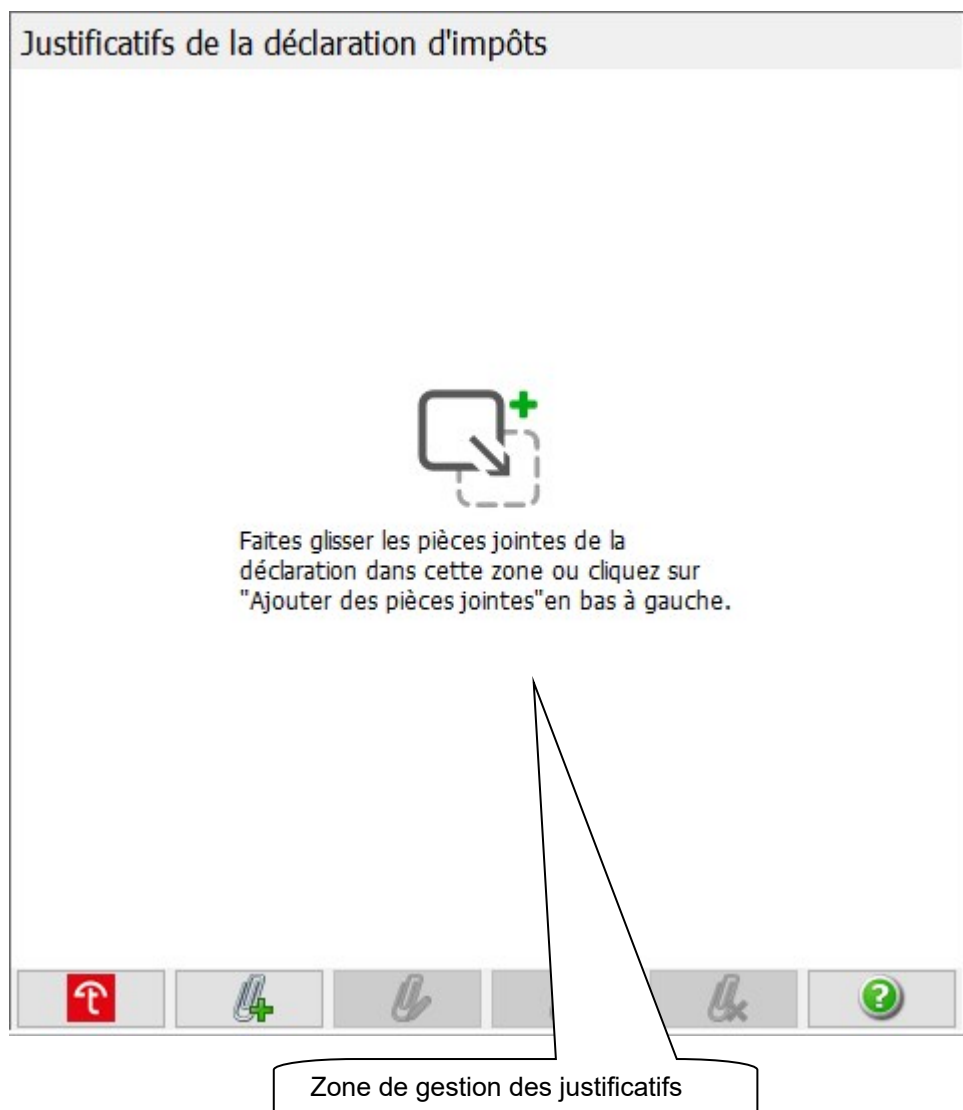 Justificatifs de la déclaration d'impôts
Faites glisser les pièces jointes de la
déclaration dans cette zone ou cliquez sur
"Ajouter des pièces jointes"en bas à gauche.
Zone de gestion des justificatifs